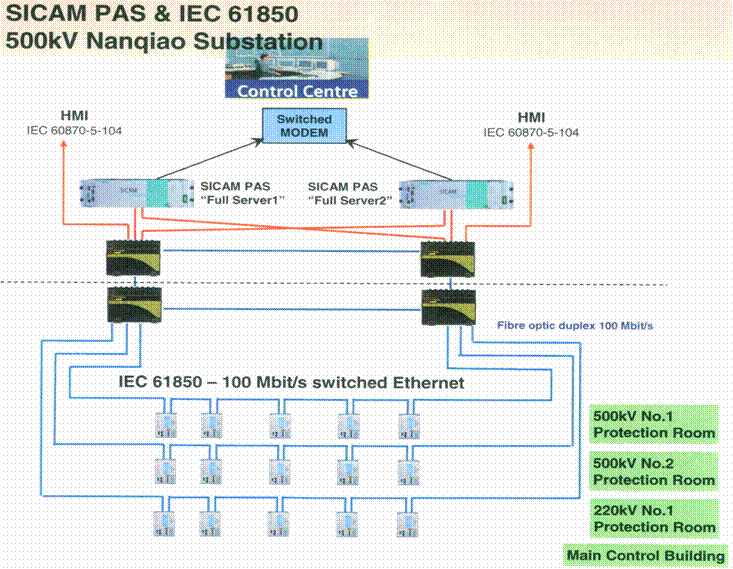 SICAM PAS & IEC 61850
500kV Nanqiao Substation
Control Centre
HMI
IEC 60870-5-104
Switched
MODEM
HMI
IEC 60870-5-104
SICAM
SICAM PAS
"Full Server1"
SICAM PAS
"Full Server2"
SICAM
Fibre optic duplex 100 Mbit/s
IEC 61850 – 100 Mbit/s switched Ethernet
500kV No.1
Protection Room
500kV No.2
Protection Room
220kV No.1
Protection Room
Main Control Building